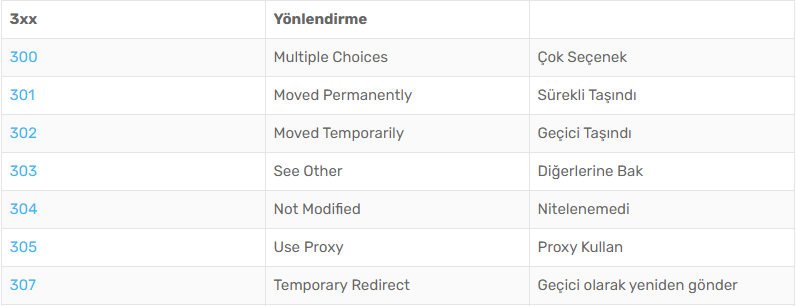 3xx Yönlendirme
300 Multiple Choices Çok Seçenek
301 Moved Permanently Sürekli Taşındı
302 Moved Temporarily Geçici Taşındı
303 See Other Diğerlerine Bak
304 Not Modified Nitelenemedi
305 Use Proxy Proxy Kullan
307 Temporary Redirect Geçici olarak yeniden gönder